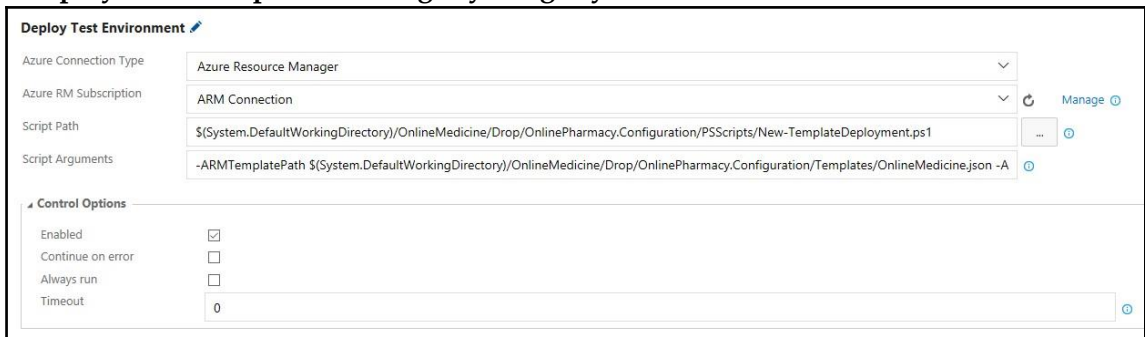 Deploy Test Environment
Azure Connection Type Azure Resource Manager
Azure RM Subscription ARM Connection Manage
Script Path $(System.DefaultWorkingDirectory)/OnlineMedicine/Drop/OnlinePharmacy.Configuration/PSScripts/New-TemplateDeployment.ps1 ...
Script Arguments -ARMTemplatePath $(System.DefaultWorkingDirectory)/OnlineMedicine/Drop/OnlinePharmacy.Configuration/Templates/OnlineMedicine.json -A
Control Options
Enabled
Continue on error
Always run
Timeout 0